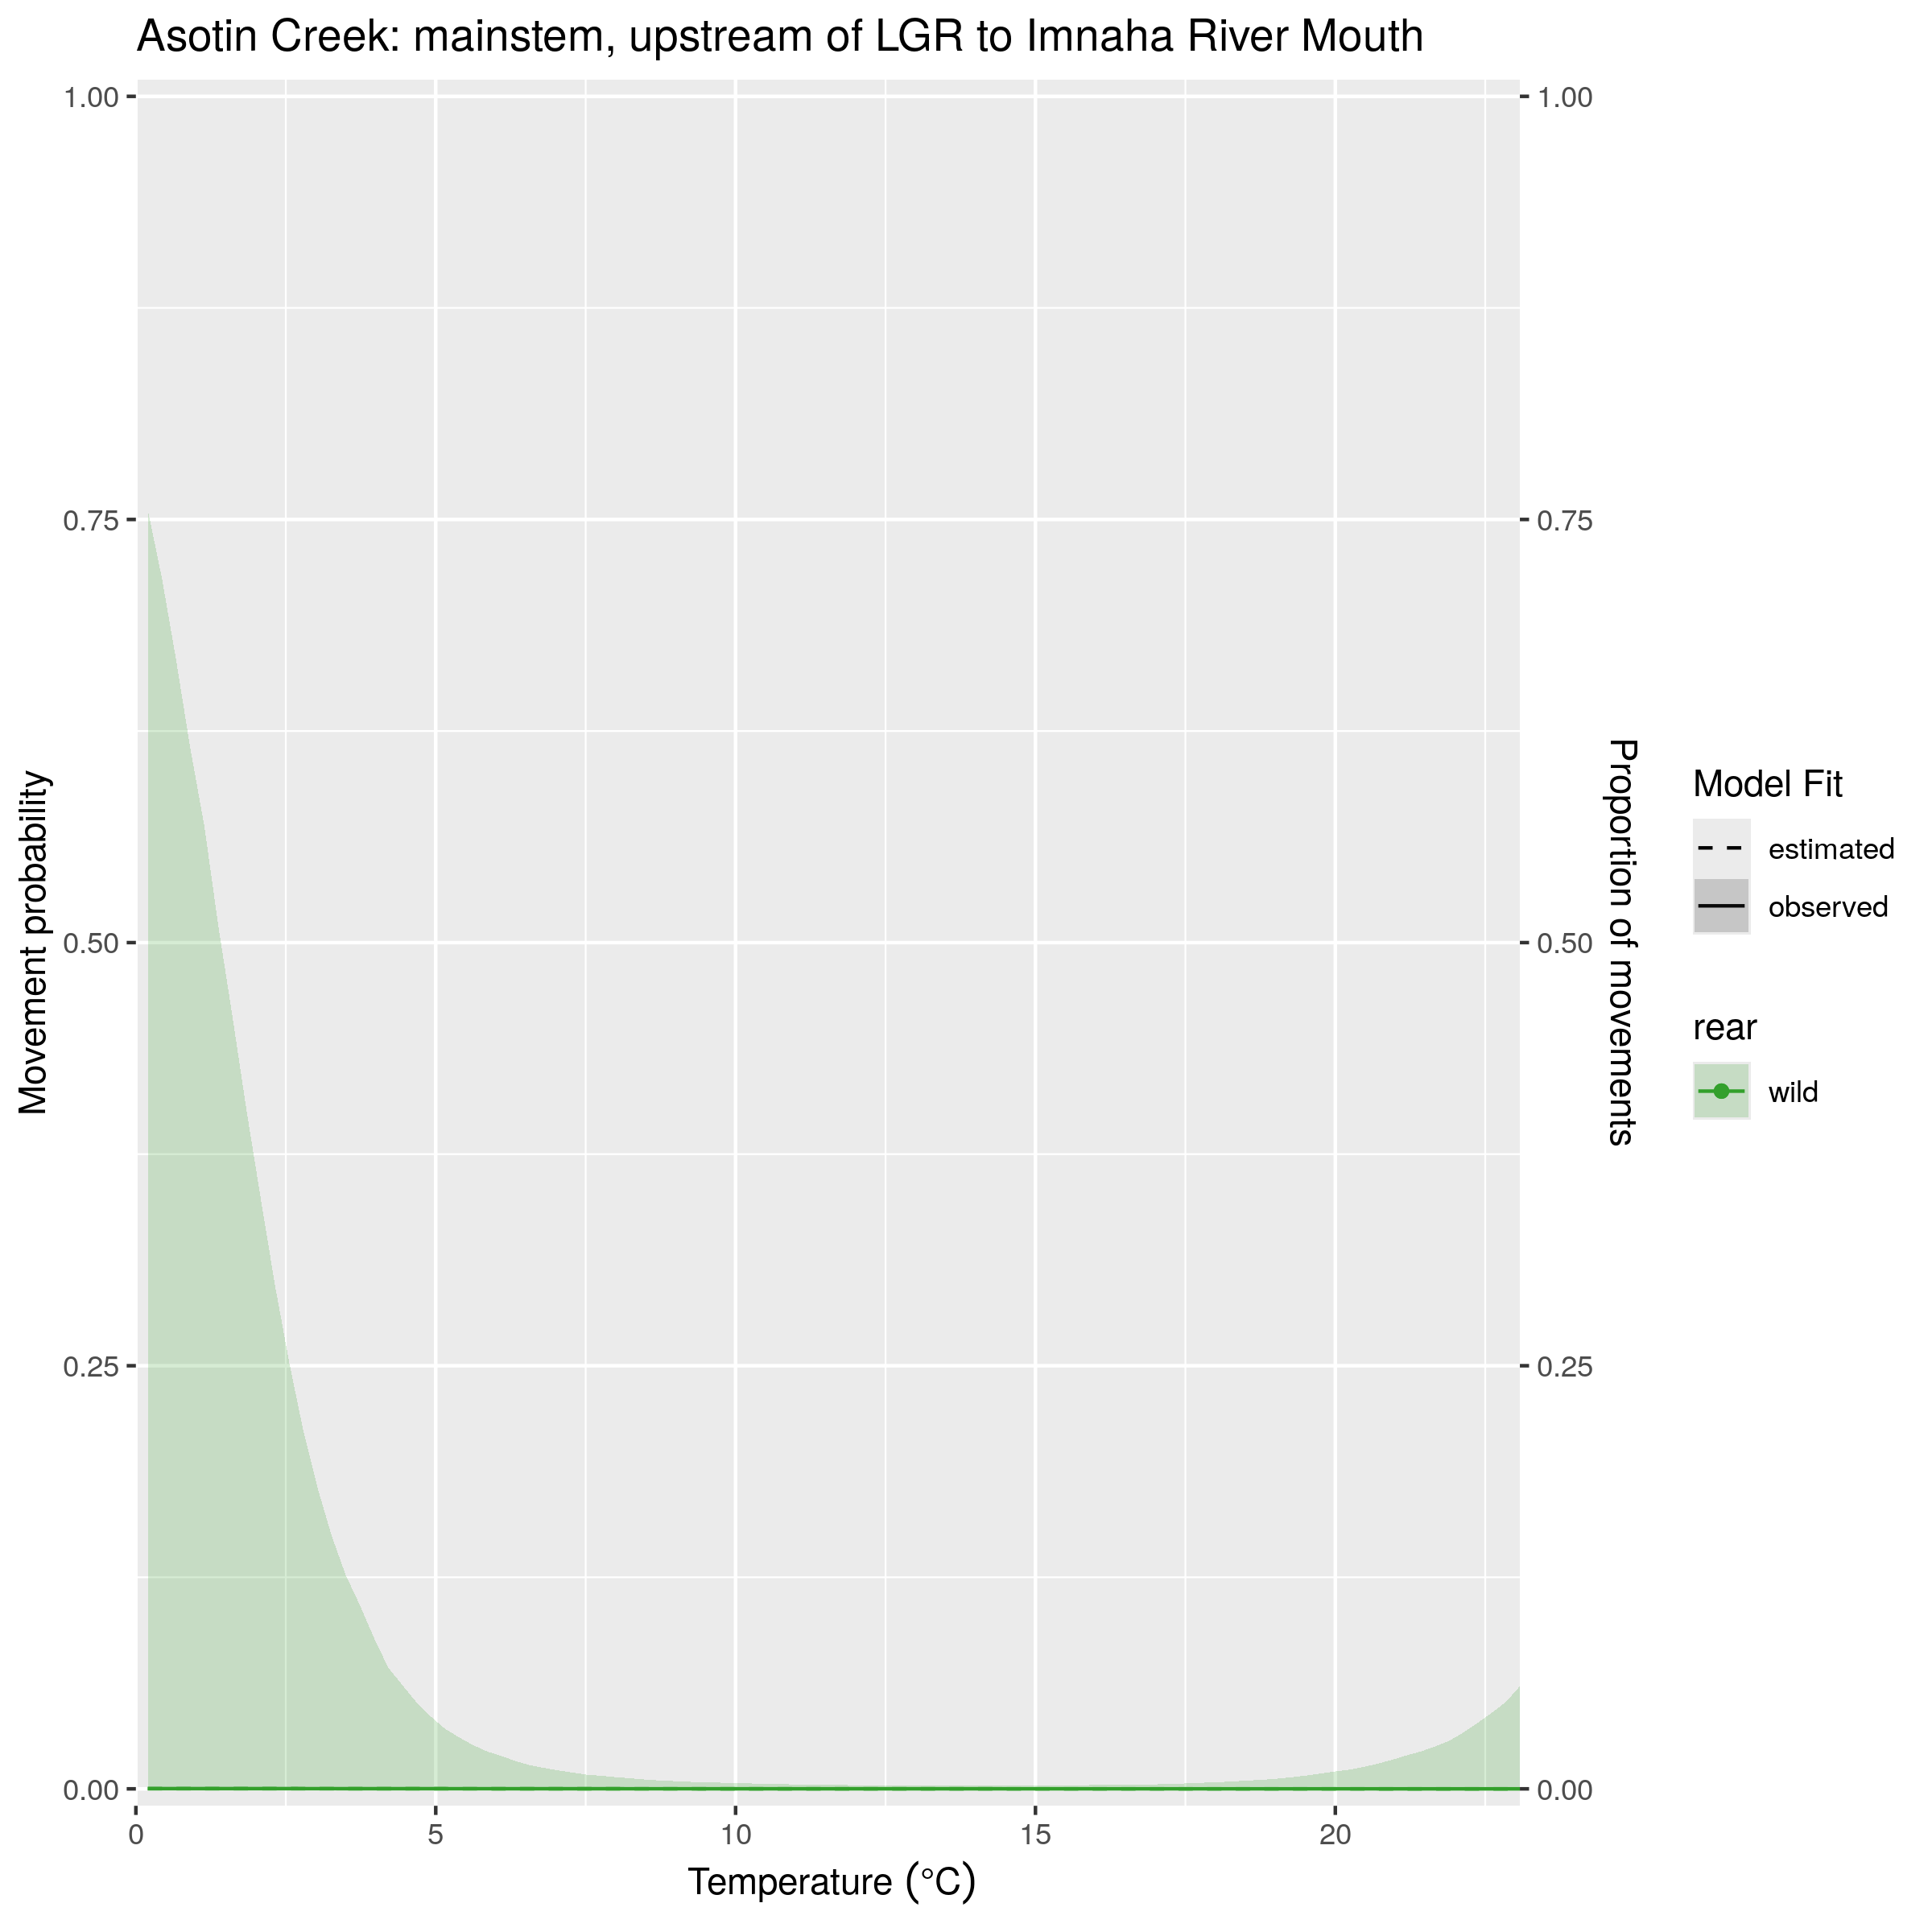 Asotin Creek: mainstem, upstream of LGR to Imnaha River Mouth
1.00
0.75
0.50
0.25
0.00
Movement probability
0
5
10
15
20
Temperature (°C)
1.00
0.75
0.50
0.25
0.00
Proportion of movements
Model Fit
estimated
observed
rear
wild